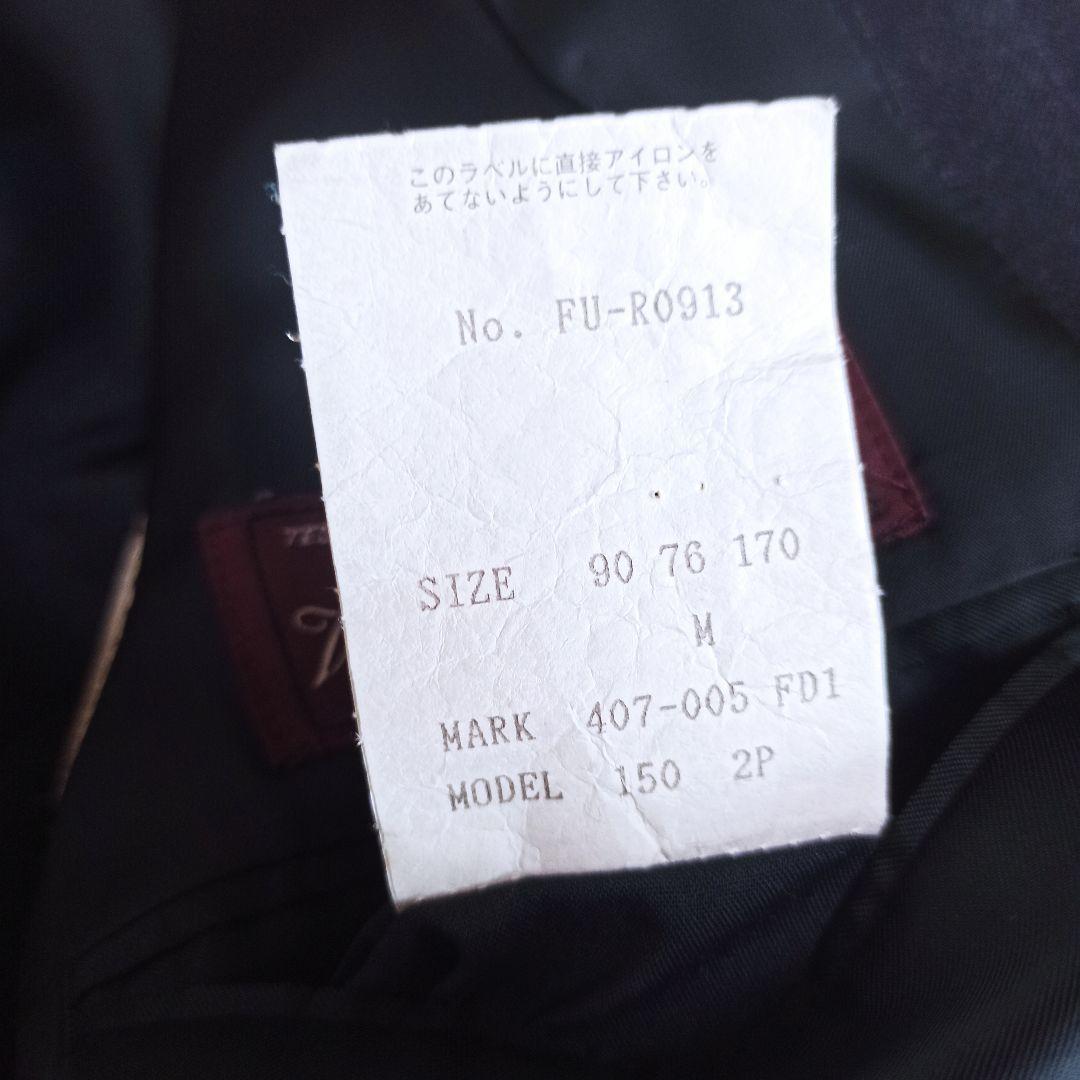 このラベルに直接アイロンを
あてないようにして下さい。
No. FU-R0913
SIZE 90 76 170
M
MARK 407-005 FD1
MODEL 150 2P